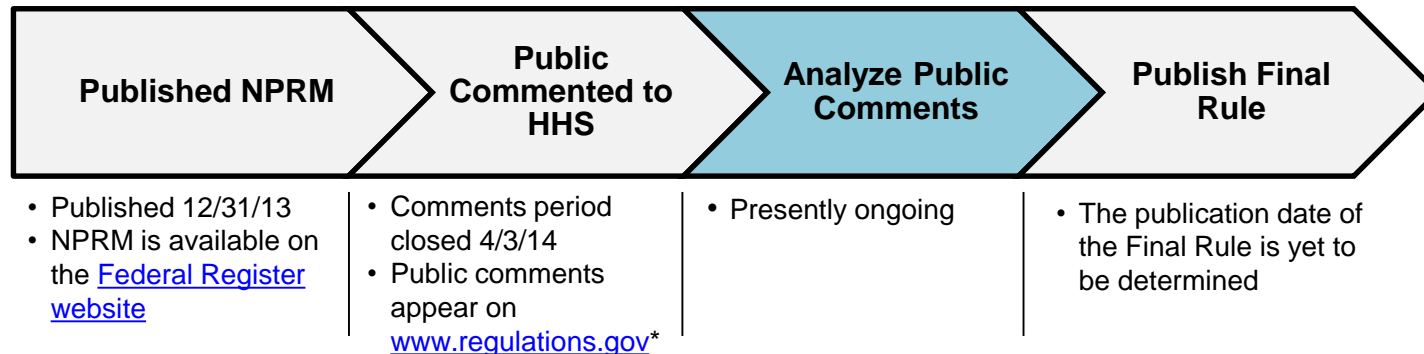 Published NPRM
Public
Commented to
HHS
Analyze Public
Comments
Publish Final
Rule
• Published 12/31/13
• NPRM is available on
the Federal Register
website
• Comments period
closed 4/3/14
• Public comments
appear on
www.regulations.gov*
• Presently ongoing
• The publication date of
the Final Rule is yet to
be determined